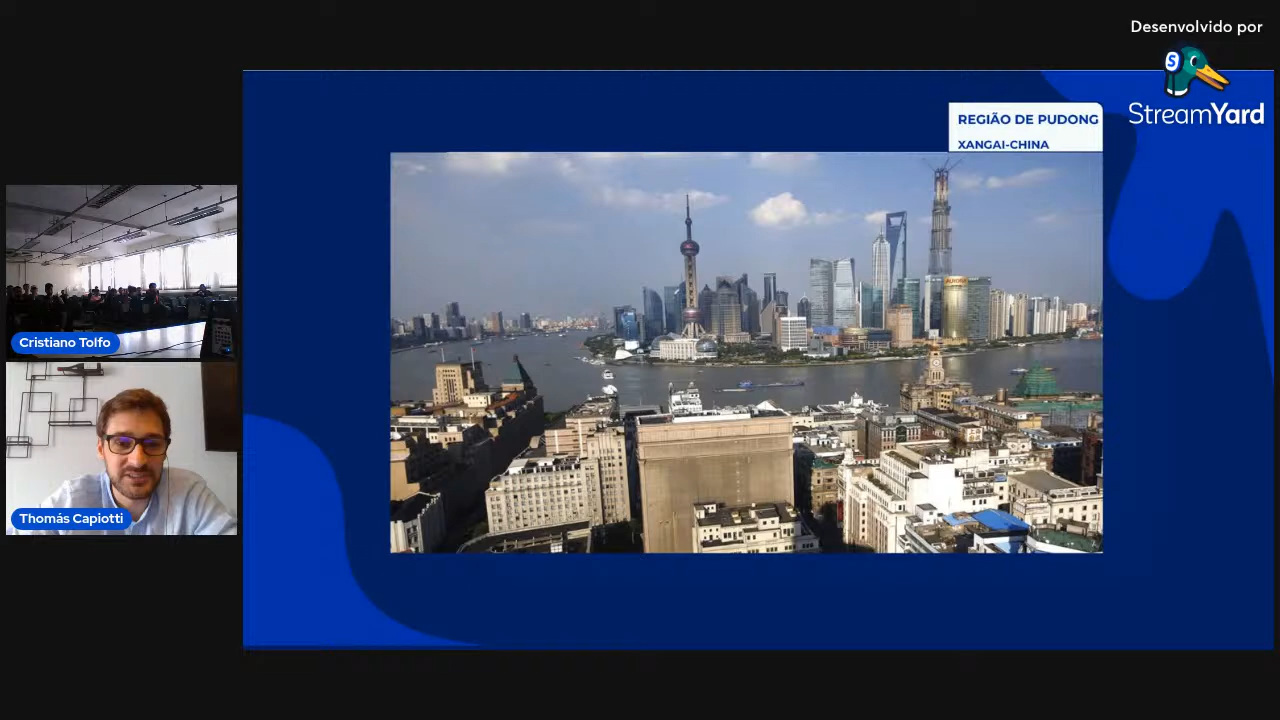 Desenvolvido por
StreamYard
REGIÃO DE PUDONG
XANGAI-CHINA
Cristiano Tolfo
Thomás Capiotti